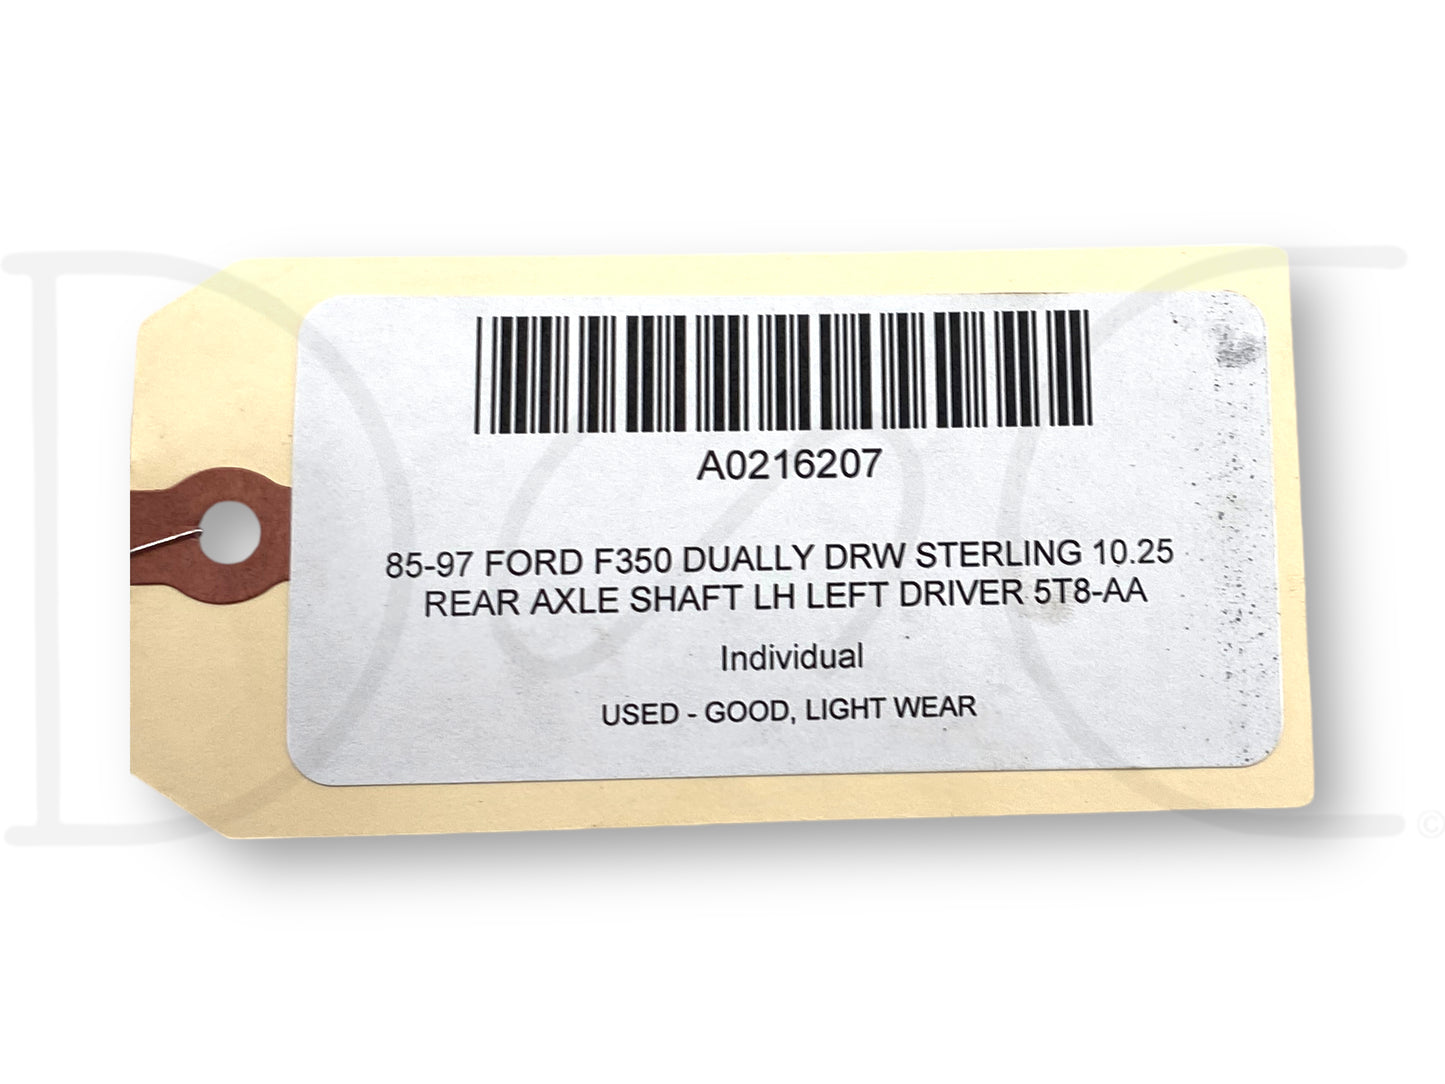 A0216207
85-97 FORD F350 DUALLY DRW STERLING 10.25
REAR AXLE SHAFT LH LEFT DRIVER 5T8-AA
Individual
USED - GOOD, LIGHT WEAR